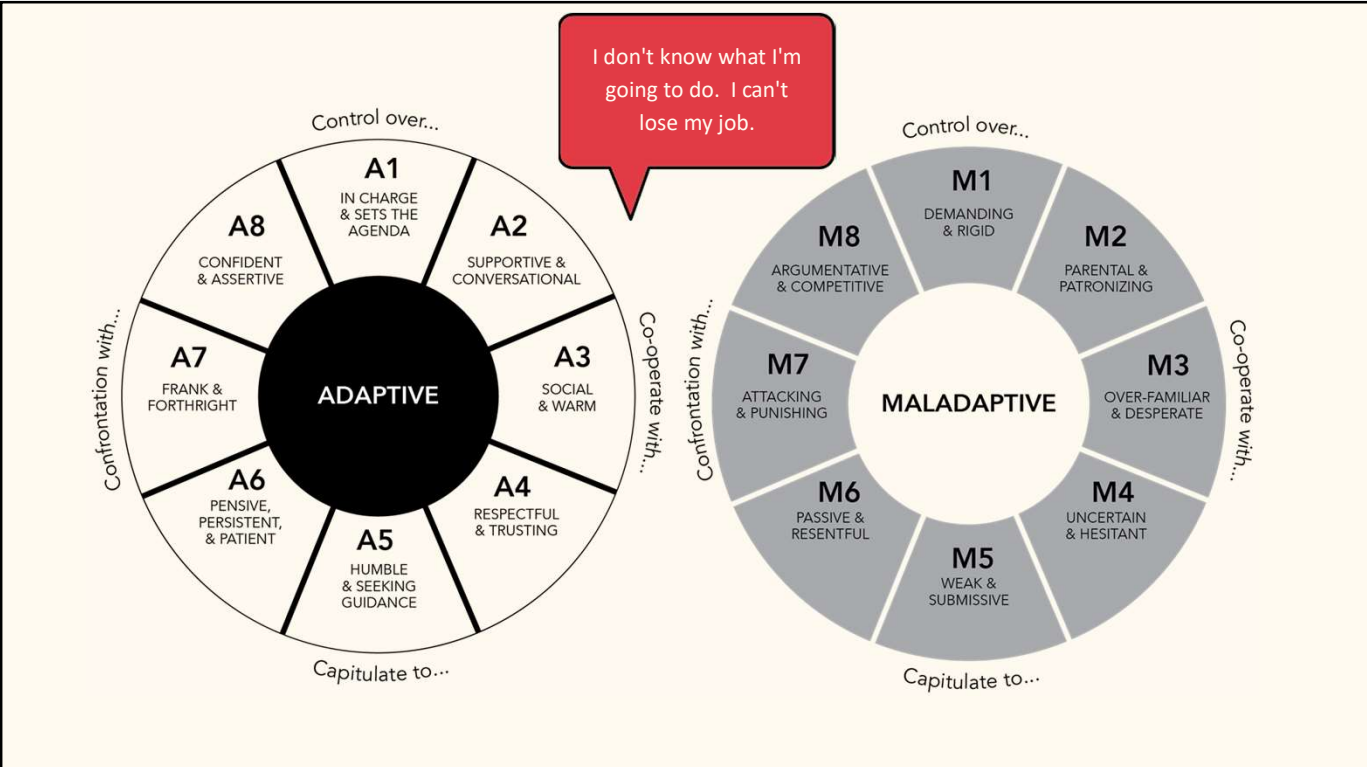 I don't know what I'm
going to do.  I can't
lose my job.
Control over...
A1
IN CHARGE
& SETS THE
AGENDA
A2
SUPPORTIVE &
CONVERSATIONAL
A3
SOCIAL
& WARM
A4
RESPECTFUL
& TRUSTING
A5
HUMBLE
& SEEKING
GUIDANCE
A6
PENSIVE,
PERSISTENT,
& PATIENT
A7
FRANK &
FORTHRIGHT
A8
CONFIDENT
& ASSERTIVE
ADAPTIVE
Confrontation with...
Co-operate with...
Capitulate to...
Control over...
M1
DEMANDING
& RIGID
M2
PARENTAL &
PATRONIZING
M3
OVER-FAMILIAR
& DESPERATE
M4
UNCERTAIN
& HESITANT
M5
WEAK &
SUBMISSIVE
M6
PASSIVE &
RESENTFUL
M7
ATTACKING
& PUNISHING
M8
ARGUMENTATIVE
& COMPETITIVE
MALADAPTIVE
Confrontation with...
Co-operate with...
Capitulate to...